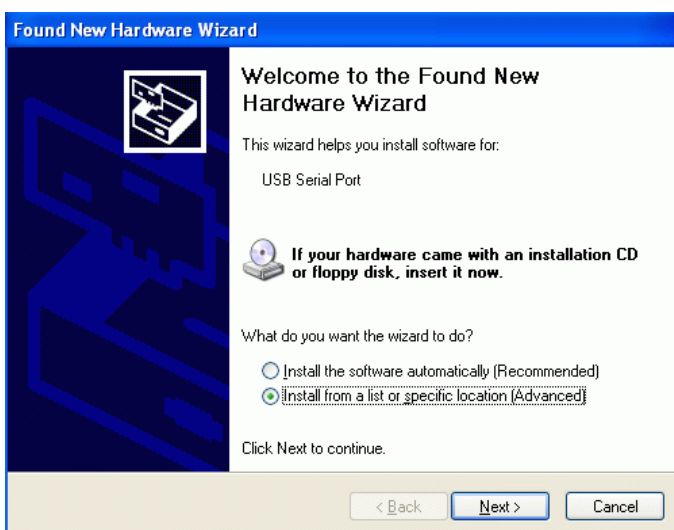 Found New Hardware Wizard
Welcome to the Found New
Hardware Wizard
This wizard helps you install software for:
USB Serial Port
If your hardware came with an installation CD
or floppy disk, insert it now.
What do you want the wizard to do?
Install the software automatically (Recommended)
Install from a list or specific location (Advanced)
Click Next to continue.
< Back Next > Cancel